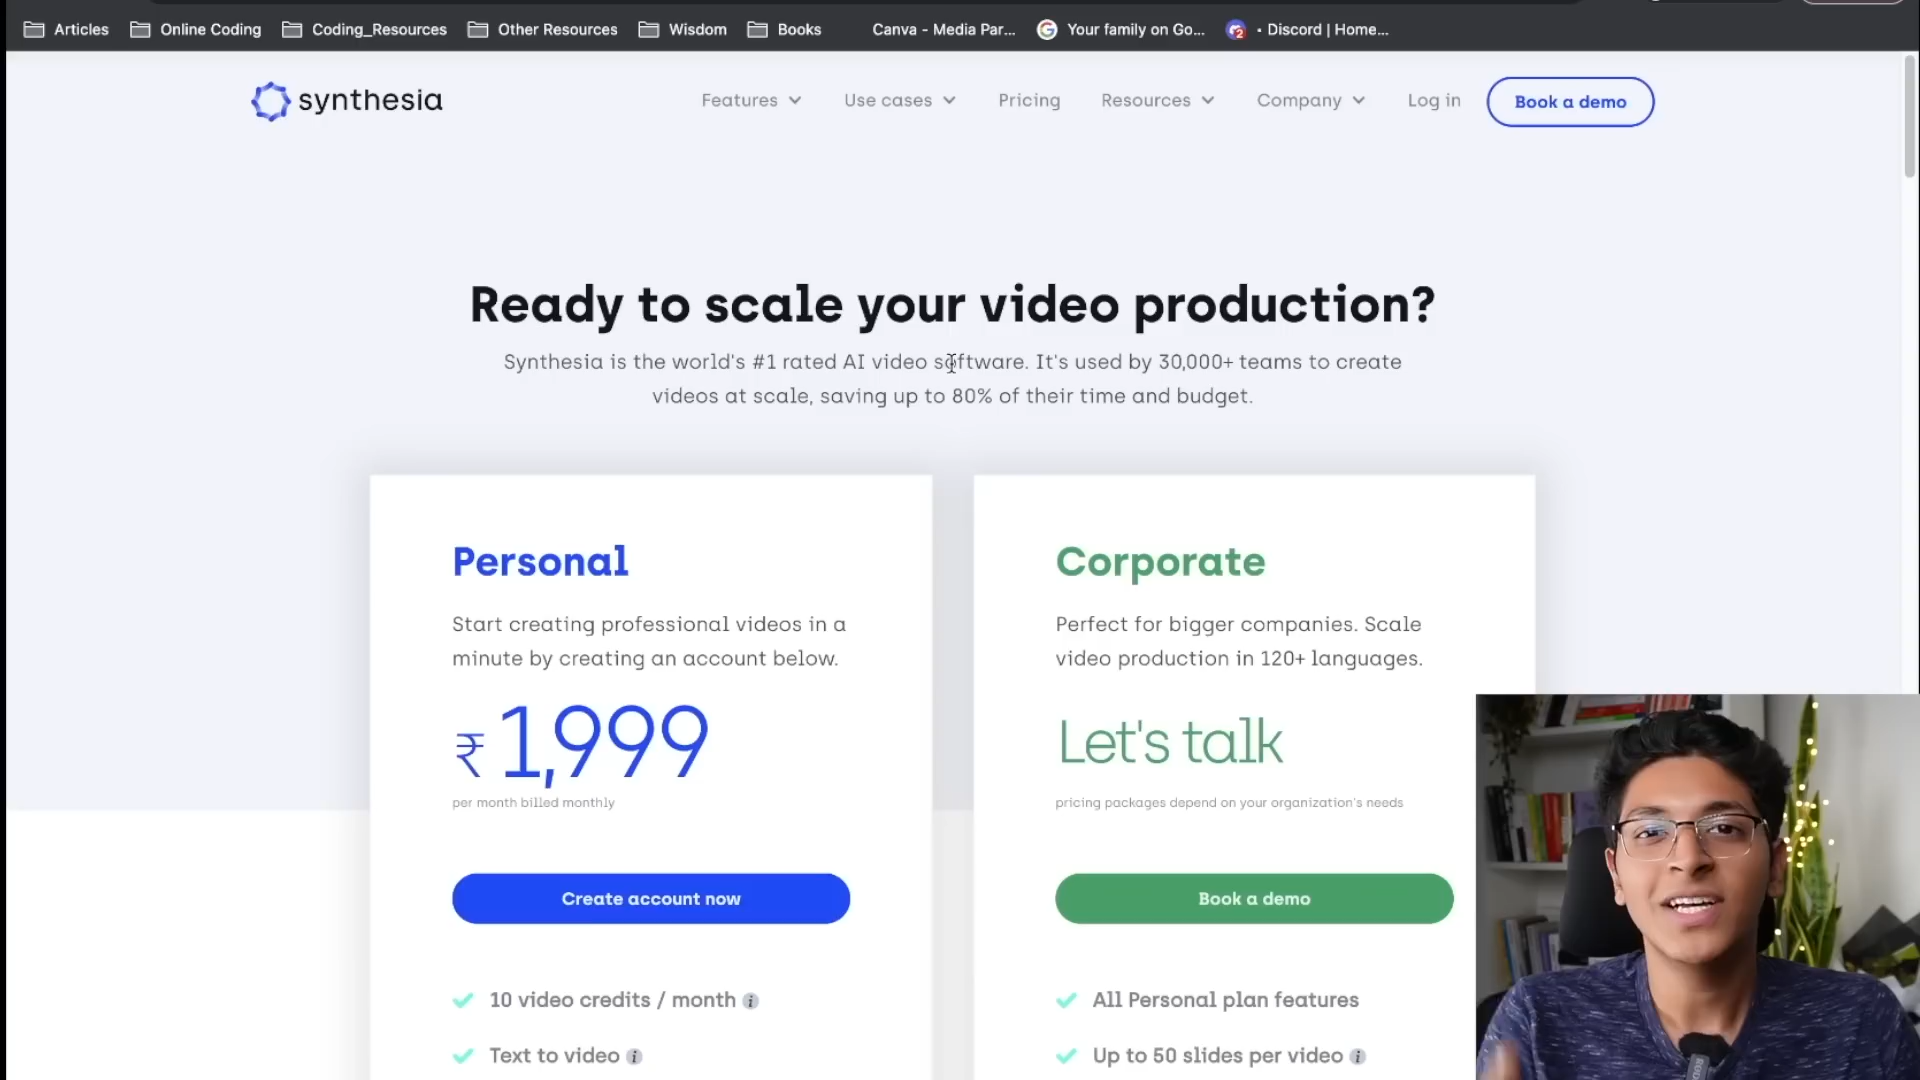 Articles Online Coding Coding_Resources Other Resources Wisdom Books Canva - Media Par... Your family on Go... • Discord | Home...
synthesia Features Use cases Pricing Resources Company Log in Book a demo
Ready to scale your video production?
Synthesia is the world's #1 rated AI video software. It's used by 30,000+ teams to create
videos at scale, saving up to 80% of their time and budget.
Personal
Start creating professional videos in a
minute by creating an account below.
₹1,999
per month billed monthly
Create account now
10 video credits / month
Text to video
Corporate
Perfect for bigger companies. Scale
video production in 120+ languages.
Let's talk
pricing packages depend on your organization's needs
Book a demo
All Personal plan features
Up to 50 slides per video